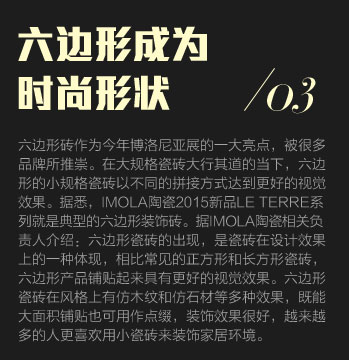 六边形成为
时尚形状 /03
六边形砖作为今年博洛尼亚展的一大亮点，被很多
品牌所推崇。在大规格瓷砖大行其道的当下，六边
形的小规格瓷砖以不同的拼接方式达到更好的视觉
效果。据悉，IMOLA陶瓷2015新品LE TERRE系
列就是典型的六边形装饰砖。据IMOLA陶瓷相关负
责人介绍：六边形瓷砖的出现，是瓷砖在设计效果
上的一种体现，相比常见的正方形和长方形瓷砖，
六边形产品铺贴起来具有更好的视觉效果。六边形
瓷砖在风格上有仿木纹和仿石材等多种效果，既能
大面积铺贴也可用作点缀，装饰效果很好，越来越
多的人更喜欢用小瓷砖来装饰家居环境。